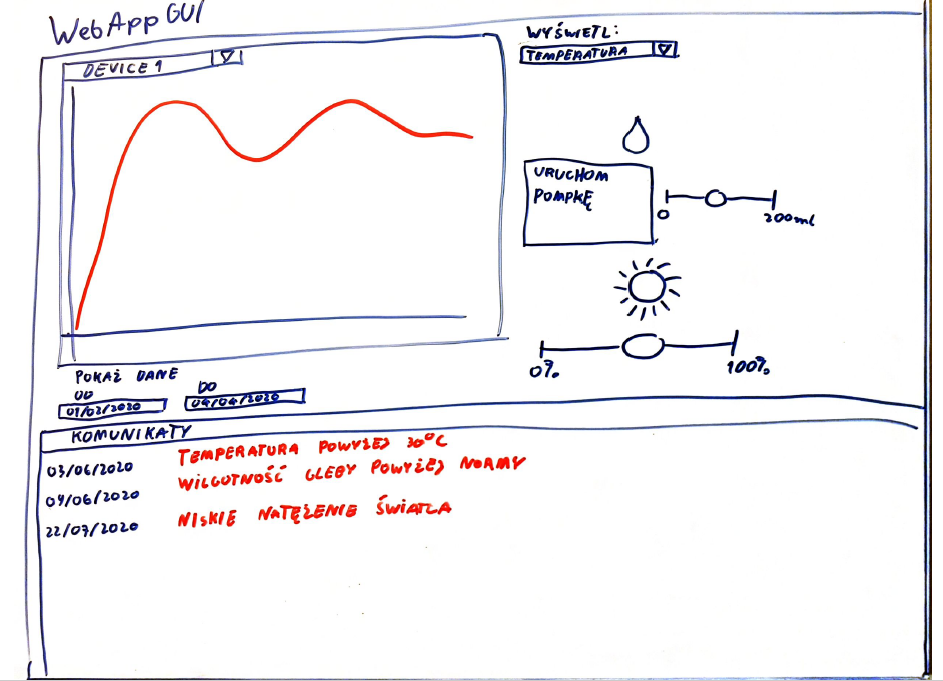 WebApp GUI
DEVICE 1
WYŚWIETL:
TEMPERATURA
URUCHOM
POMPKĘ
0
200ml
0%
100%
POKAŻ DANE
OD
DO
01/02/2020
04/04/2020
KOMUNIKATY
03/06/2020 TEMPERATURA POWYŻEJ 30°C
04/06/2020 WILGOTNOŚĆ GLEBY POWYŻEJ NORMY
22/07/2020 NISKIE NATĘŻENIE ŚWIATŁA